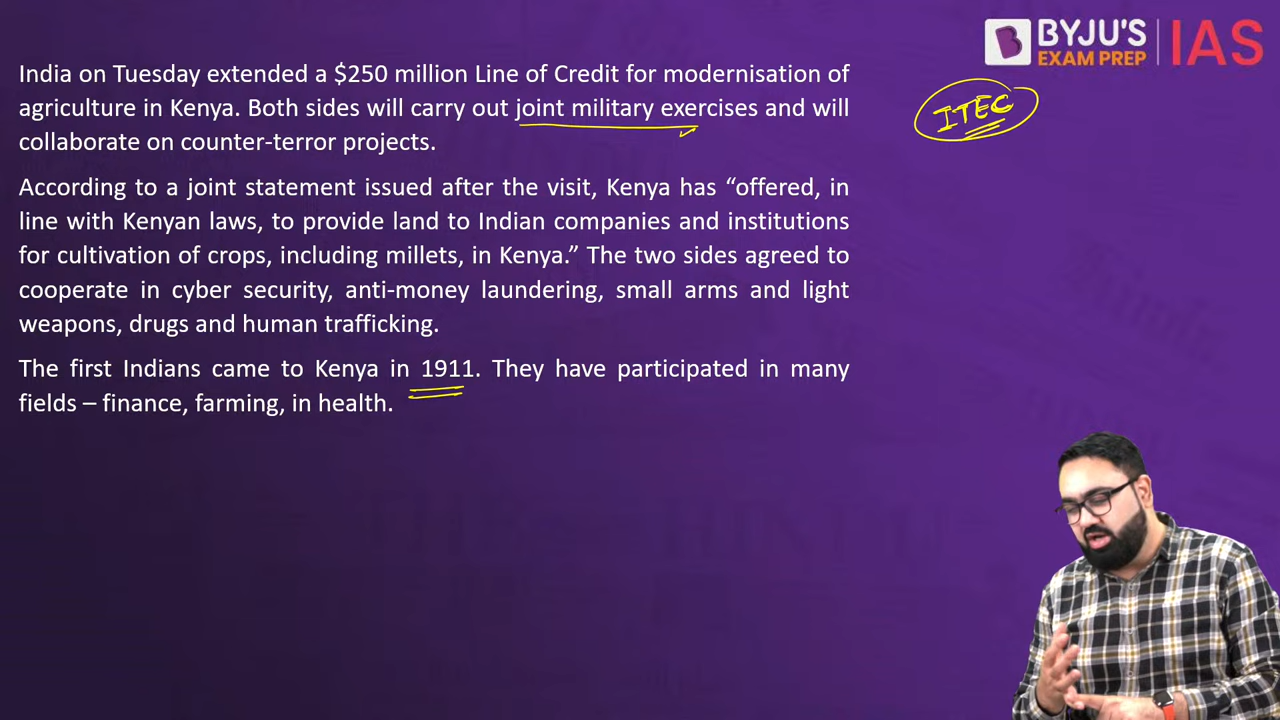 BYJU'S
EXAM PREP
IAS
India on Tuesday extended a $250 million Line of Credit for modernisation of
agriculture in Kenya. Both sides will carry out joint military exercises and will
collaborate on counter-terror projects.
ITEC
According to a joint statement issued after the visit, Kenya has “offered, in
line with Kenyan laws, to provide land to Indian companies and institutions
for cultivation of crops, including millets, in Kenya.” The two sides agreed to
cooperate in cyber security, anti-money laundering, small arms and light
weapons, drugs and human trafficking.
The first Indians came to Kenya in 1911. They have participated in many
fields – finance, farming, in health.